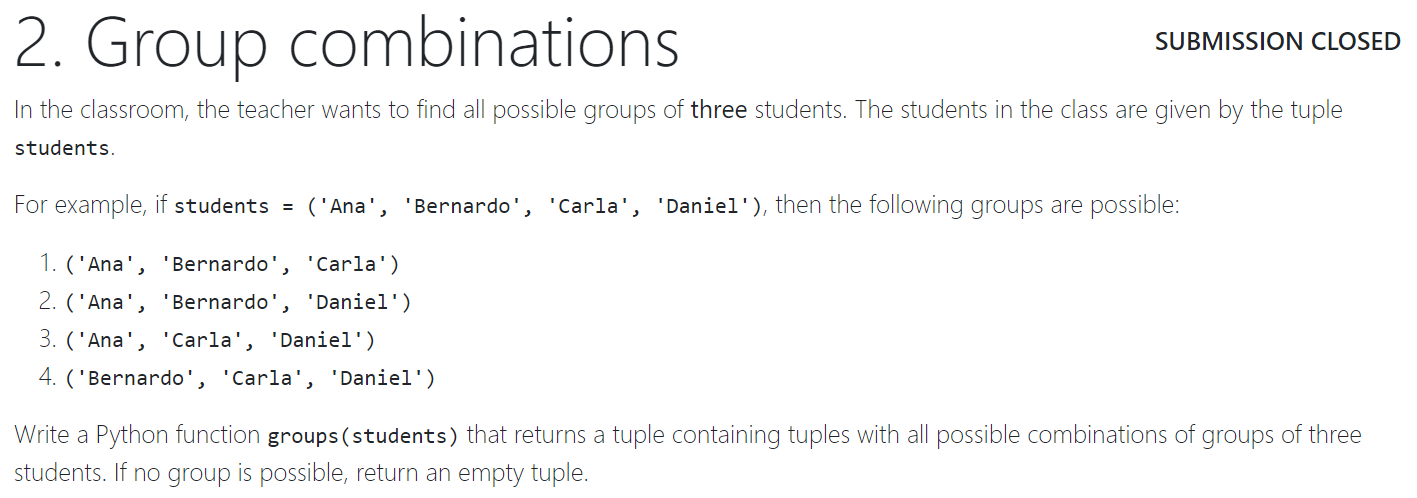 2. Group combinations
SUBMISSION CLOSED
In the classroom, the teacher wants to find all possible groups of three students. The students in the class are given by the tuple
students.
For example, if students = ('Ana', 'Bernardo', 'Carla', 'Daniel'), then the following groups are possible:
1. ('Ana', 'Bernardo', 'Carla')
2. ('Ana', 'Bernardo', 'Daniel')
3. ('Ana', 'Carla', 'Daniel')
4. ('Bernardo', 'Carla', 'Daniel')
Write a Python function groups(students) that returns a tuple containing tuples with all possible combinations of groups of three
students. If no group is possible, return an empty tuple.